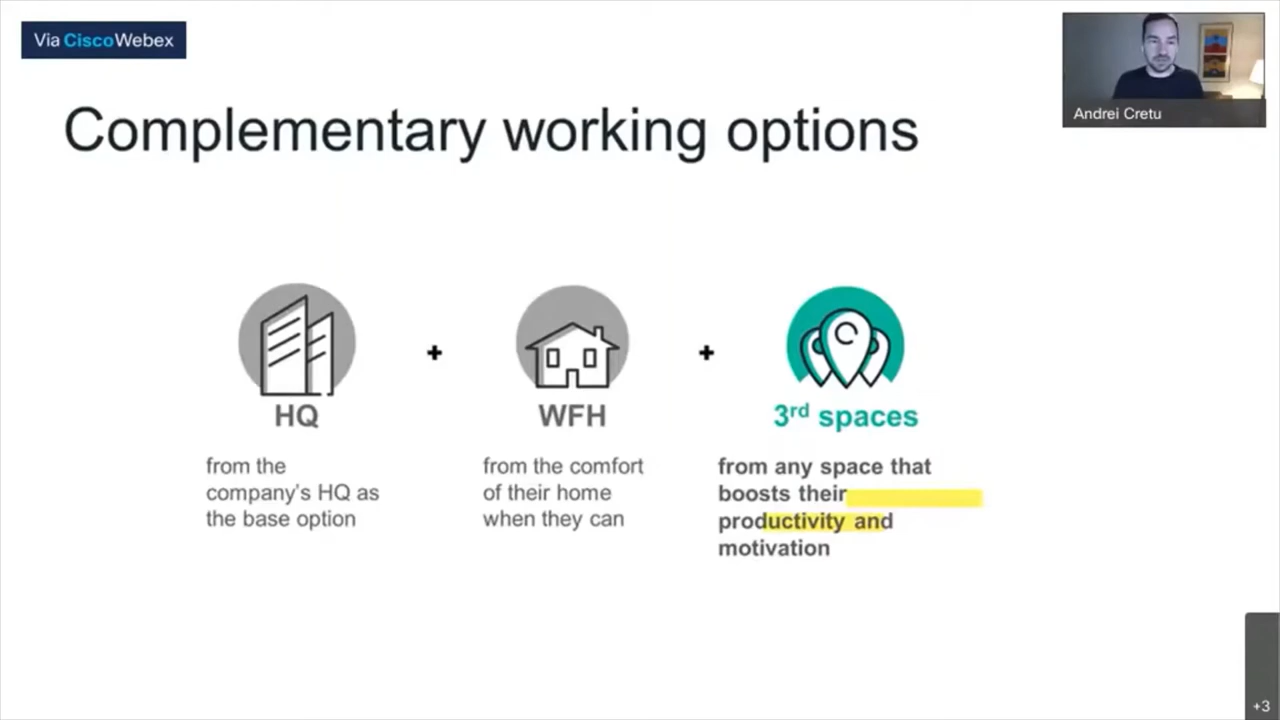 Via CiscoWebex
Andrei Cretu
Complementary working options
+
+
HQ
WFH
3rd spaces
from the
company's HQ as
the base option
from the comfort
of their home
when they can
from any space that
boosts their
productivity and
motivation
+3